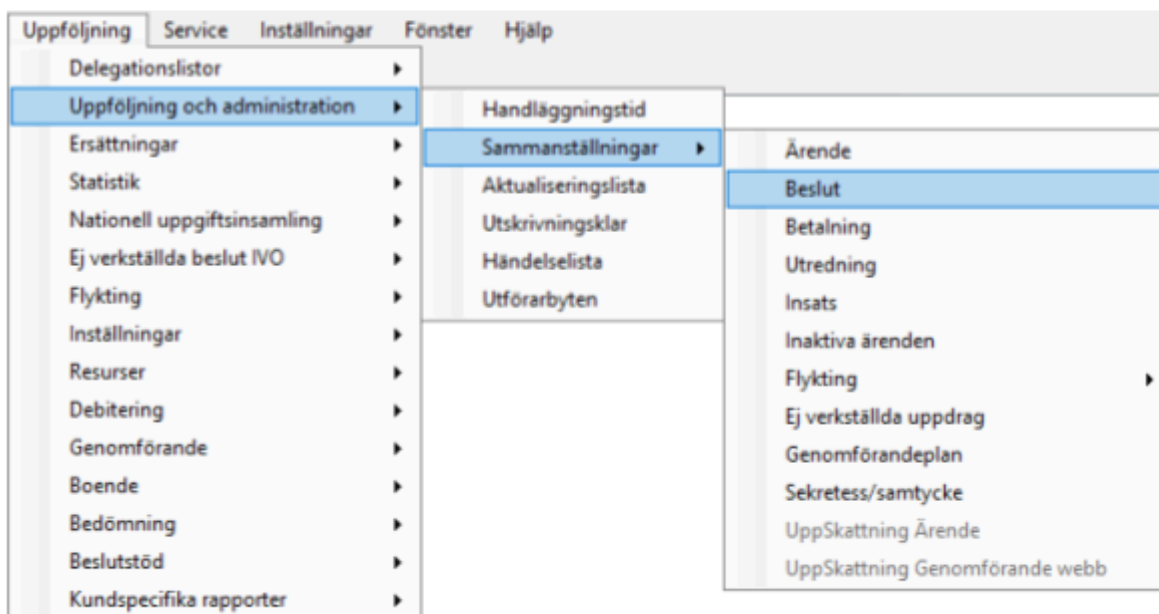 Uppföljning Service Inställningar Fönster Hjälp
Delegationslistor
Uppföljning och administration
Ersättningar
Statistik
Nationell uppgiftsinsamling
Ej verkställda beslut IVO
Flykting
Inställningar
Resurser
Debitering
Genomförande
Boende
Bedömning
Beslutstöd
Kundspecifika rapporter
Handläggningstid
Sammanställningar
Aktualiseringslista
Utskrivningsklar
Händelselista
Utförarbyten
Ärende
Beslut
Betalning
Utredning
Insats
Inaktiva ärenden
Flykting
Ej verkställda uppdrag
Genomförandeplan
Sekretess/samtycke
UppSkattning Ärende
UppSkattning Genomförande webb